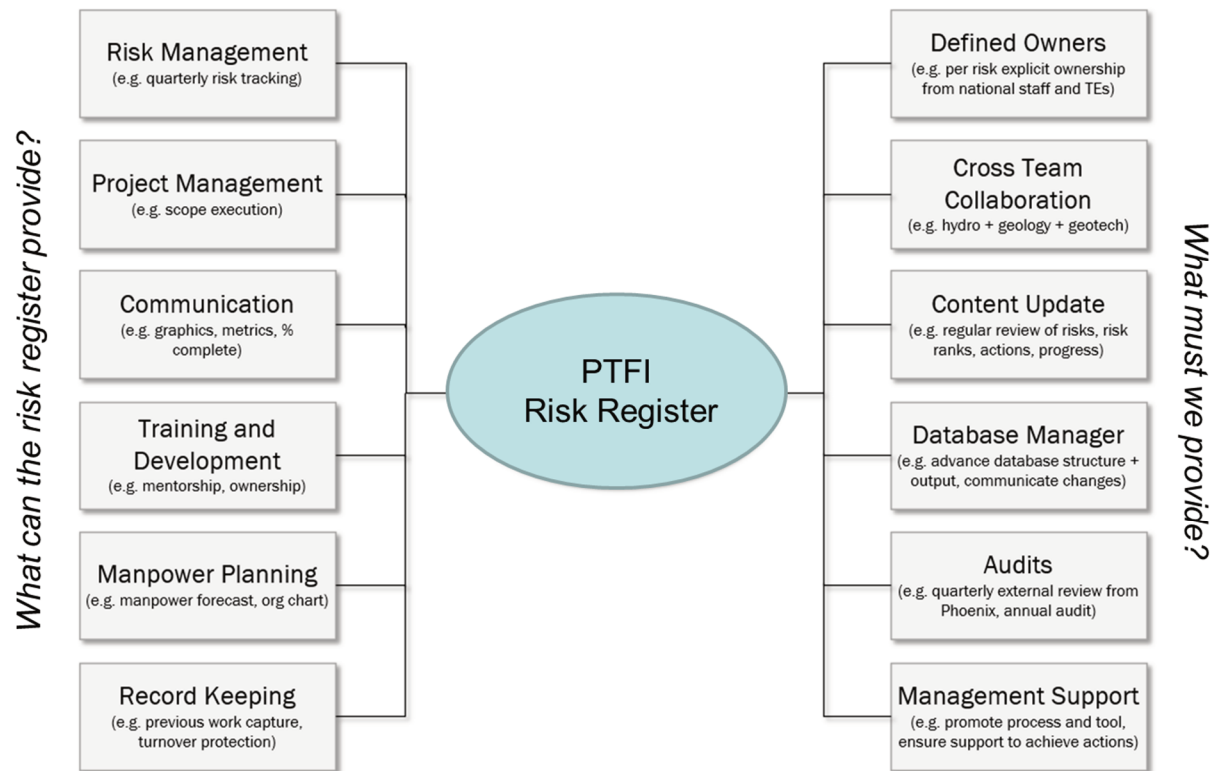 What can the risk register provide?
Risk Management
(e.g. quarterly risk tracking)
Project Management
(e.g. scope execution)
Communication
(e.g. graphics, metrics, %
complete)
Training and
Development
(e.g. mentorship, ownership)
Manpower Planning
(e.g. manpower forecast, org chart)
Record Keeping
(e.g. previous work capture,
turnover protection)
PTFI
Risk Register
Defined Owners
(e.g. per risk explicit ownership
from national staff and TEs)
Cross Team
Collaboration
(e.g. hydro + geology + geotech)
Content Update
(e.g. regular review of risks, risk
ranks, actions, progress)
Database Manager
(e.g. advance database structure +
output, communicate changes)
Audits
(e.g. quarterly external review from
Phoenix, annual audit)
Management Support
(e.g. promote process and tool,
ensure support to achieve actions)
What must we provide?